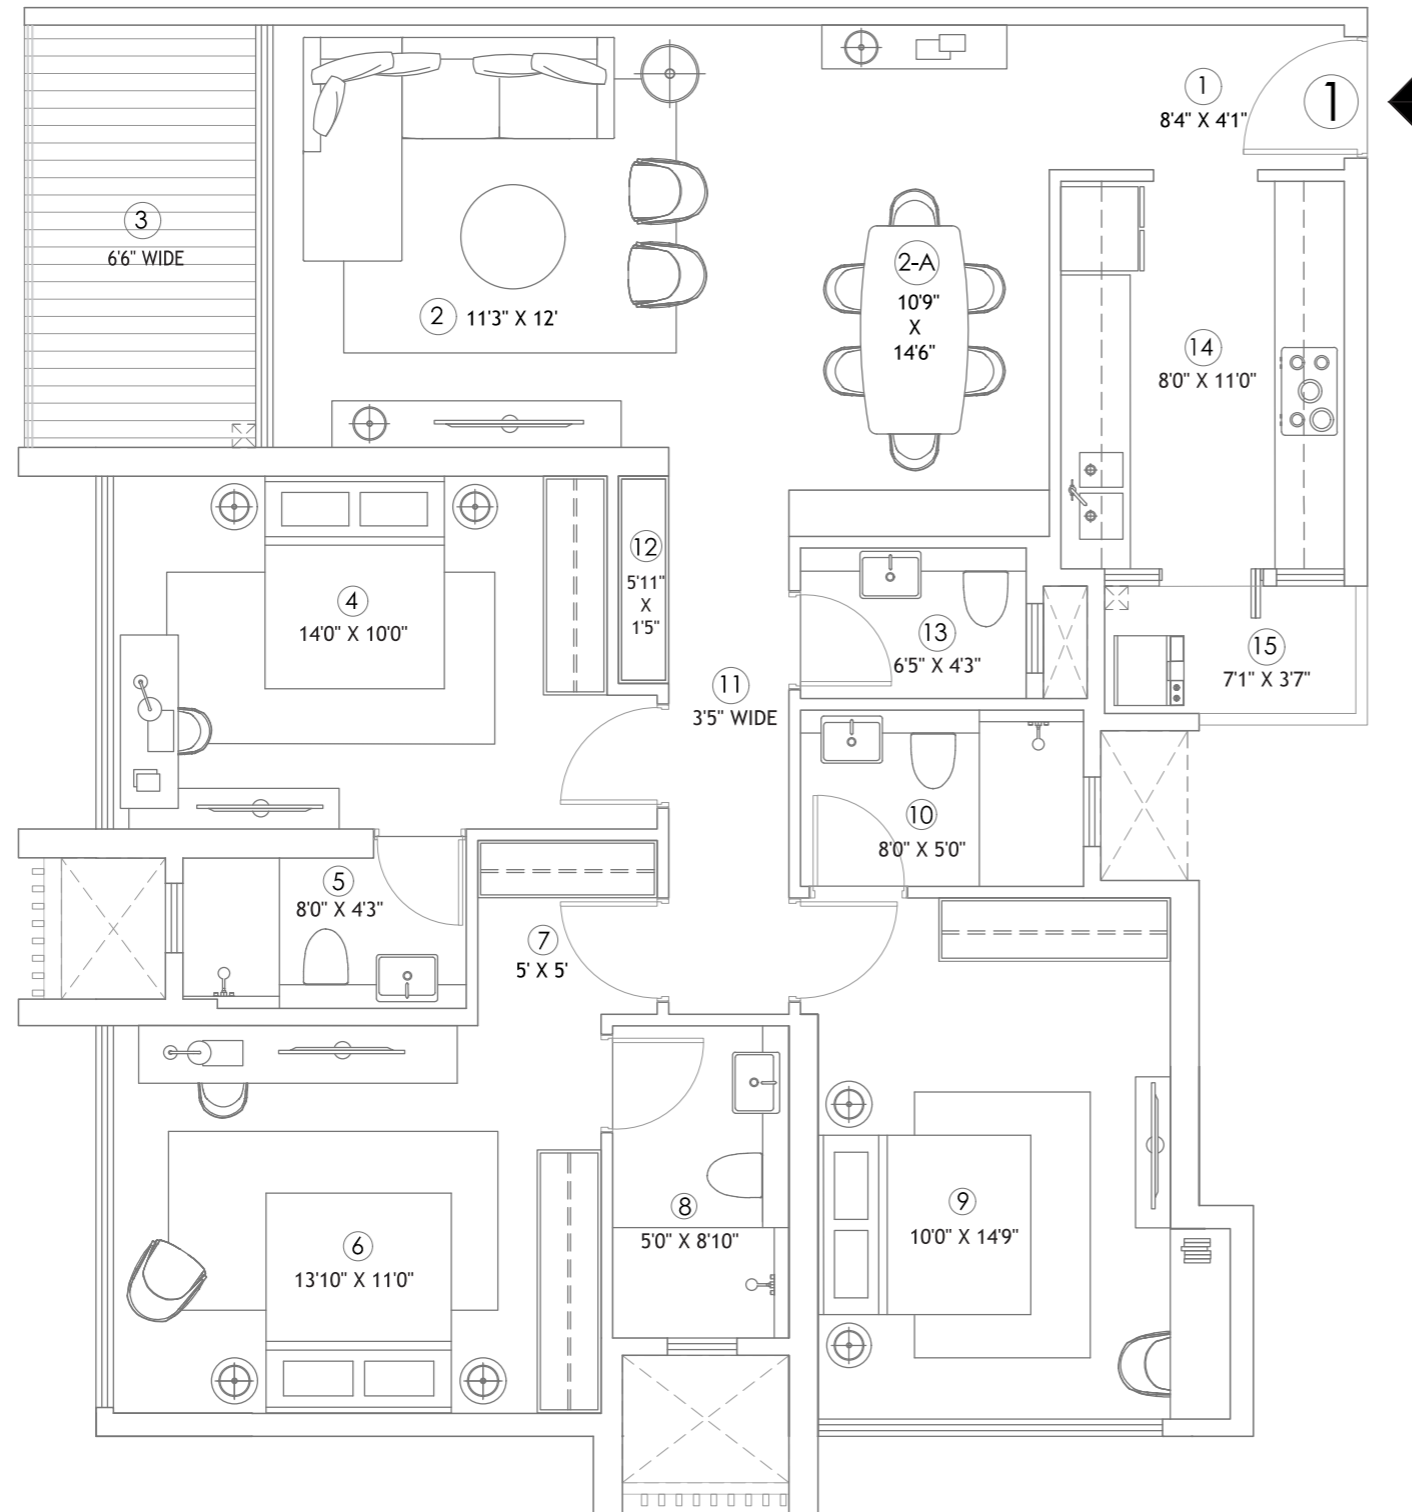 1
8'4" X 4'1"
1
3
6'6" WIDE
2-A
10'9"
X
14'6"
2
11'3" X 12'
14
8'0" X 11'0"
12
5'11"
X
1'5"
4
14'0" X 10'0"
13
6'5" X 4'3"
15
7'1" X 3'7"
11
3'5" WIDE
10
8'0" X 5'0"
5
8'0" X 4'3"
7
5' X 5'
8
5'0" X 8'10"
9
10'0" X 14'9"
6
13'10" X 11'0"